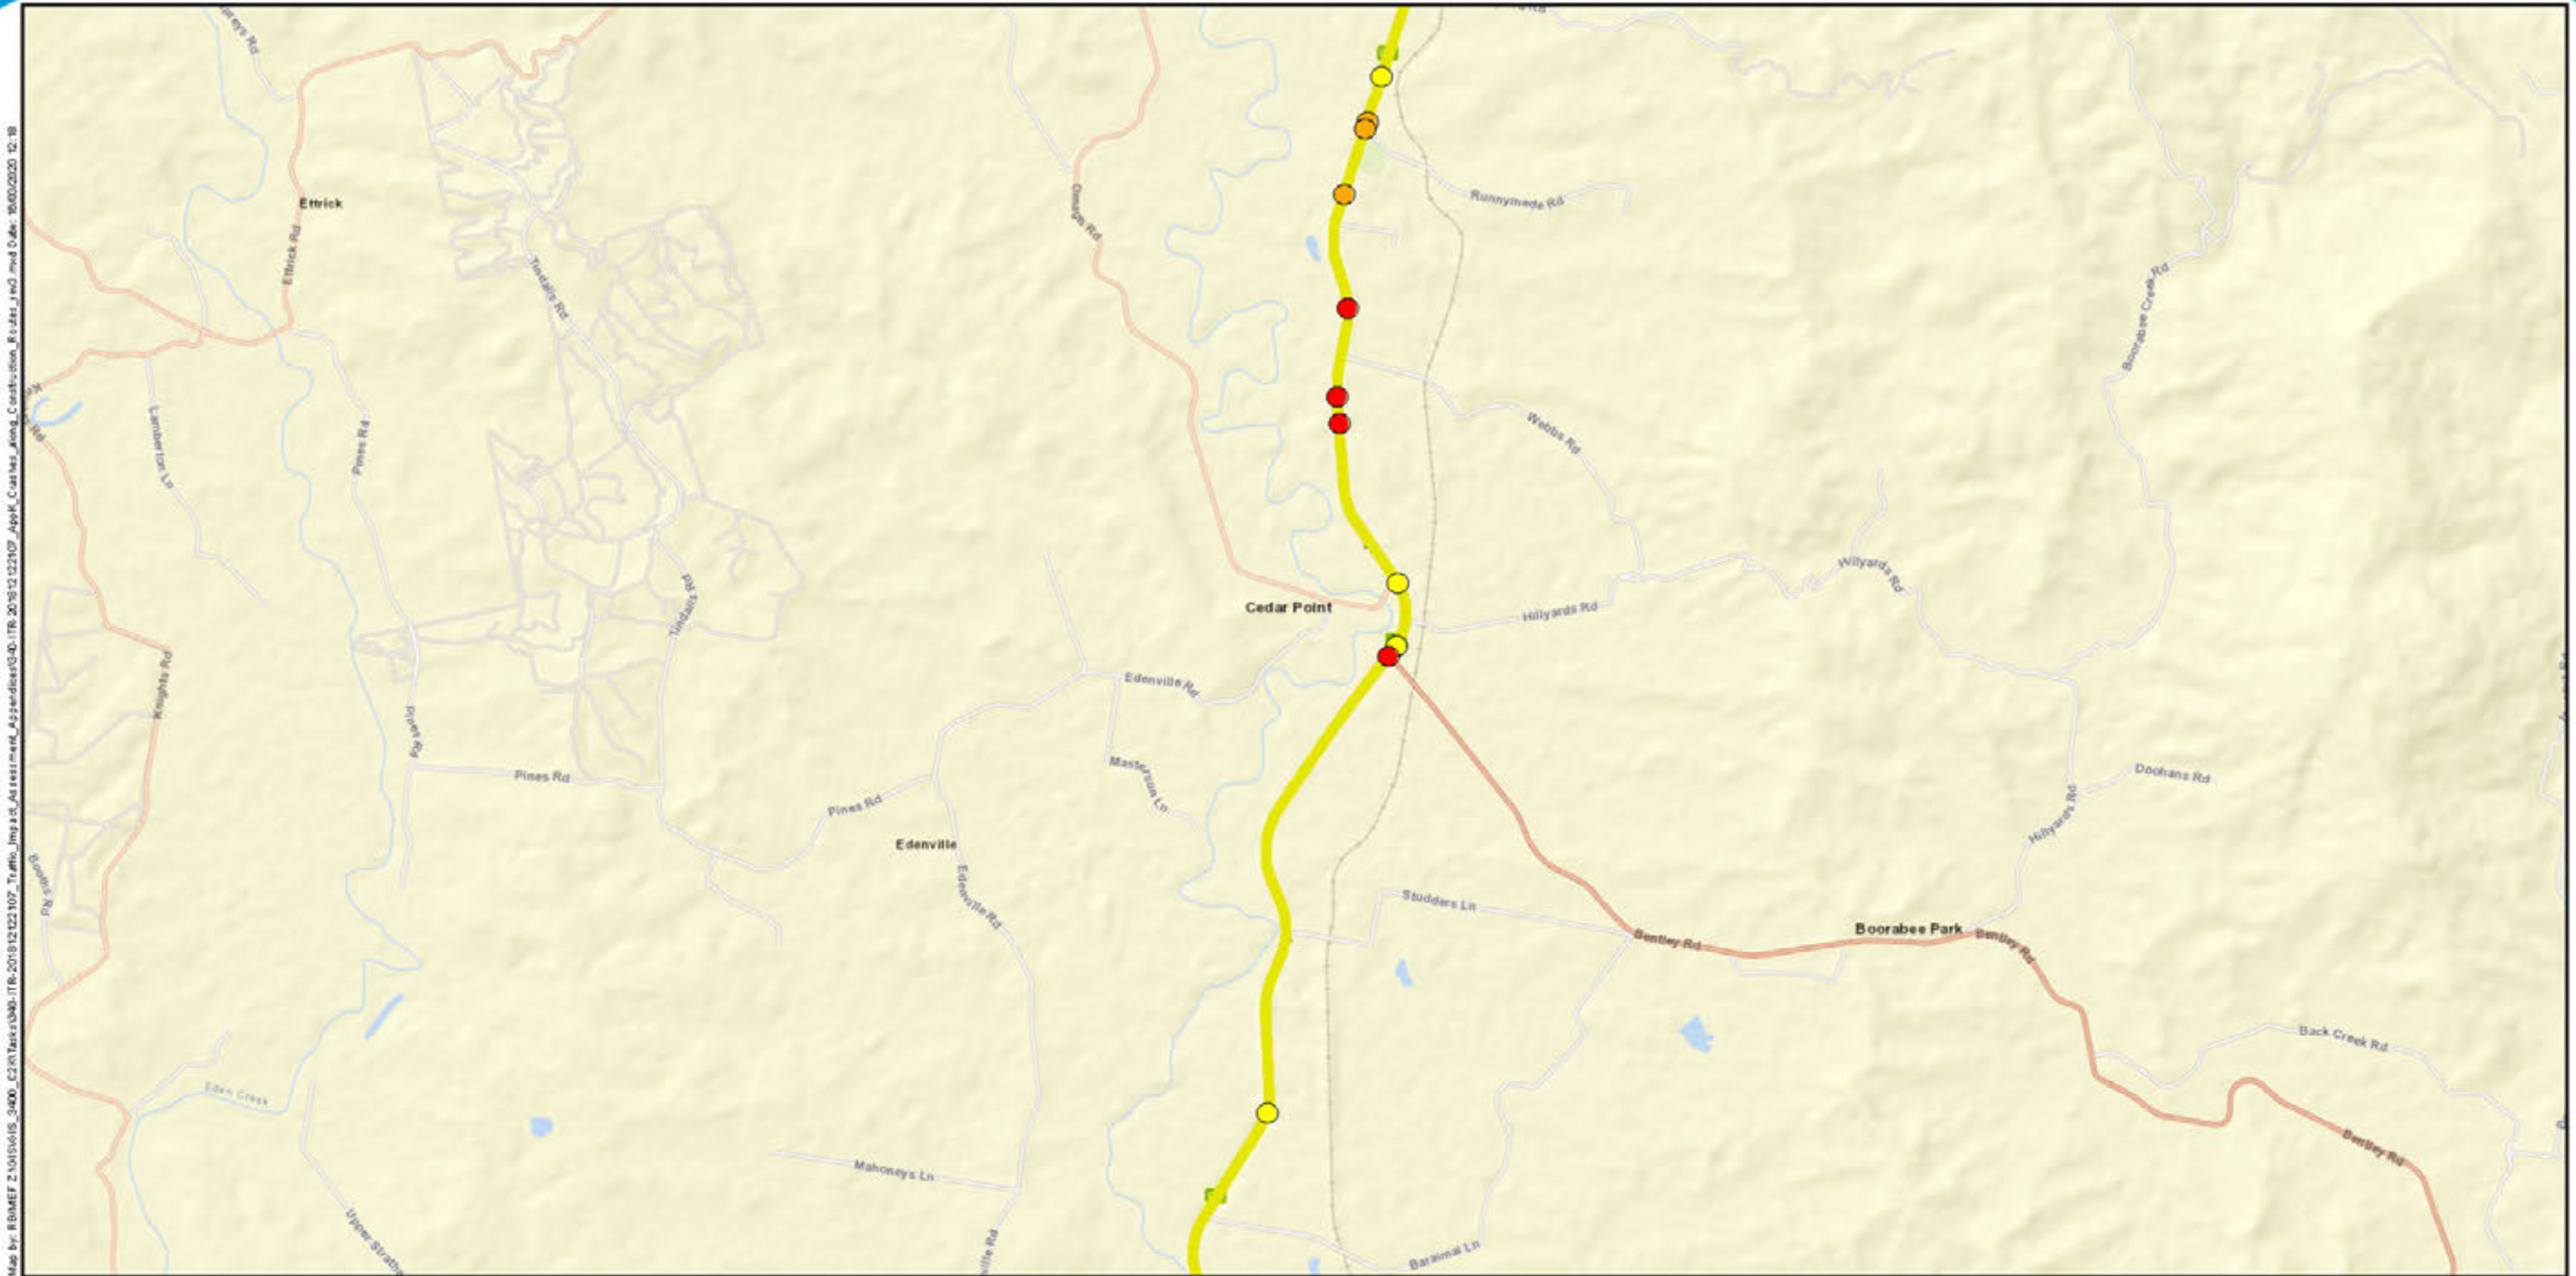 Ettrick
Ettrick Rd
Tindalls Rd
Omagh Rd
Runnymede Rd
Boorabee Creek Rd
Lamberton Ln
Pines Rd
Webbs Rd
Hillyards Rd
Cedar Point
Hillyards Rd
Tindalls Rd
Knights Rd
Edenville Rd
Pines Rd
Masterson Ln
Pines Rd
Pines Rd
Doohans Rd
Hillyards Rd
Edenville
Edenville Rd
Booths Rd
Studders Ln
Boorabee Park
Bentley Rd
Bentley Rd
Back Creek Rd
Eden Creek
Mahoneys Ln
Bentley Rd
Baraimal Ln